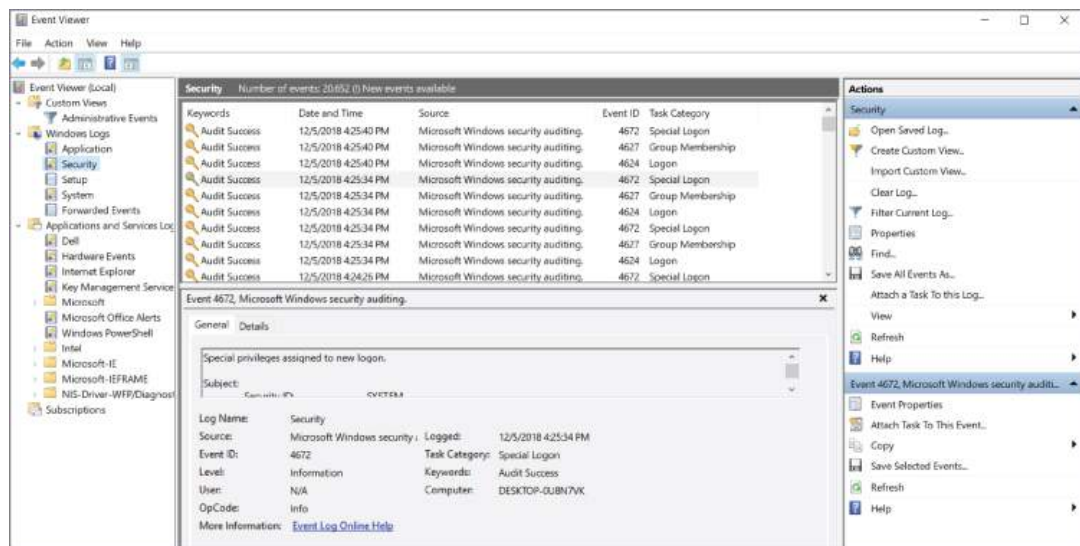 Event Viewer
File Action View Help
Event Viewer (Local)
Custom Views
Administrative Events
Windows Logs
Application
Security
Setup
System
Forwarded Events
Applications and Services Log
Dell
Hardware Events
Internet Explorer
Key Management Service
Microsoft
Microsoft Office Alerts
Windows PowerShell
Intel
Microsoft-IE
Microsoft-IEFRAME
NIS-Driver-WFP/Diagnost
Subscriptions
Security Number of events: 20,652 (!) New events available
Keywords Date and Time Source Event ID Task Category
Audit Success 12/5/2018 4:25:40 PM Microsoft Windows security auditing. 4672 Special Logon
Audit Success 12/5/2018 4:25:40 PM Microsoft Windows security auditing. 4627 Group Membership
Audit Success 12/5/2018 4:25:40 PM Microsoft Windows security auditing. 4624 Logon
Audit Success 12/5/2018 4:25:34 PM Microsoft Windows security auditing. 4672 Special Logon
Audit Success 12/5/2018 4:25:34 PM Microsoft Windows security auditing. 4627 Group Membership
Audit Success 12/5/2018 4:25:34 PM Microsoft Windows security auditing. 4624 Logon
Audit Success 12/5/2018 4:25:34 PM Microsoft Windows security auditing. 4672 Special Logon
Audit Success 12/5/2018 4:25:34 PM Microsoft Windows security auditing. 4627 Group Membership
Audit Success 12/5/2018 4:25:34 PM Microsoft Windows security auditing. 4624 Logon
Audit Success 12/5/2018 4:24:26 PM Microsoft Windows security auditing. 4672 Special Logon
Event 4672, Microsoft Windows security auditing.
General Details
Special privileges assigned to new logon.
Subject:
Security ID: SYSTEM
Log Name: Security
Source: Microsoft Windows security Logged: 12/5/2018 4:25:34 PM
Event ID: 4672 Task Category: Special Logon
Level: Information Keywords: Audit Success
User: N/A Computer: DESKTOP-0U8N7VK
OpCode: Info
More Information: Event Log Online Help
Actions
Security
Open Saved Log...
Create Custom View...
Import Custom View...
Clear Log...
Filter Current Log...
Properties
Find...
Save All Events As...
Attach a Task To this Log...
View
Refresh
Help
Event 4672, Microsoft Windows security auditi...
Event Properties
Attach Task To This Event...
Copy
Save Selected Events...
Refresh
Help